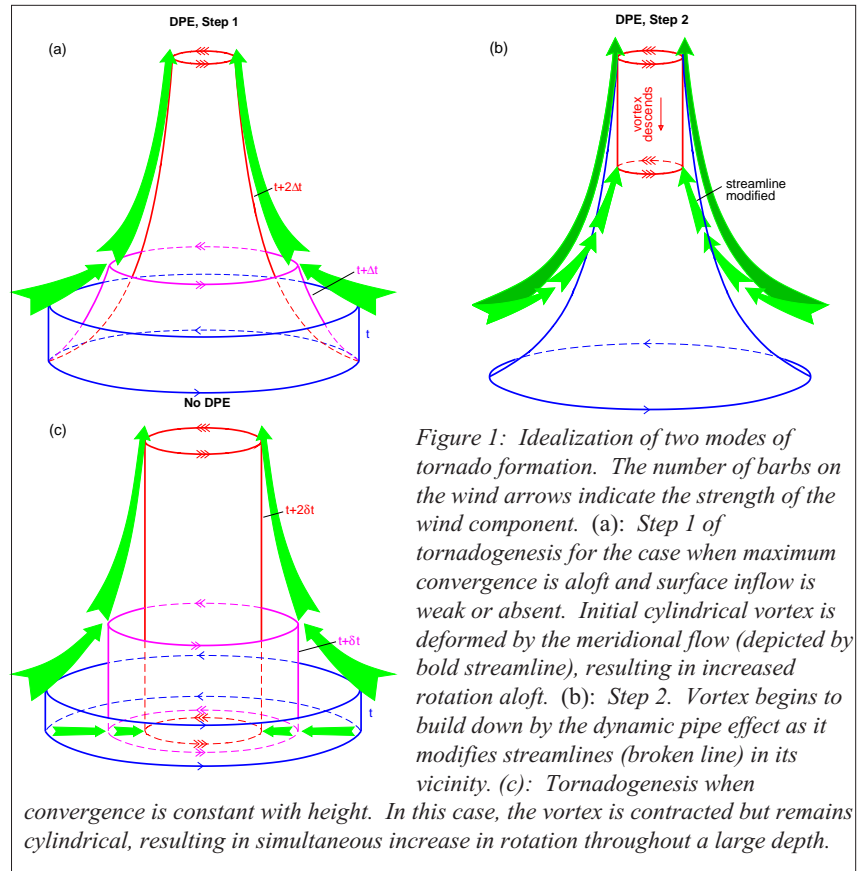 DPE, Step 1
(a)
t+2Δt
t+Δt
t
DPE, Step 2
(b)
vortex
descends
streamline
modified
No DPE
(c)
t+2δt
t+δt
t
Figure 1: Idealization of two modes of
tornado formation. The number of barbs on
the wind arrows indicate the strength of the
wind component. (a): Step 1 of
tornadogenesis for the case when maximum
convergence is aloft and surface inflow is
weak or absent. Initial cylindrical vortex is
deformed by the meridional flow (depicted by
bold streamline), resulting in increased
rotation aloft. (b): Step 2. Vortex begins to
build down by the dynamic pipe effect as it
modifies streamlines (broken line) in its
vicinity. (c): Tornadogenesis when
convergence is constant with height. In this case, the vortex is contracted but remains
cylindrical, resulting in simultaneous increase in rotation throughout a large depth.